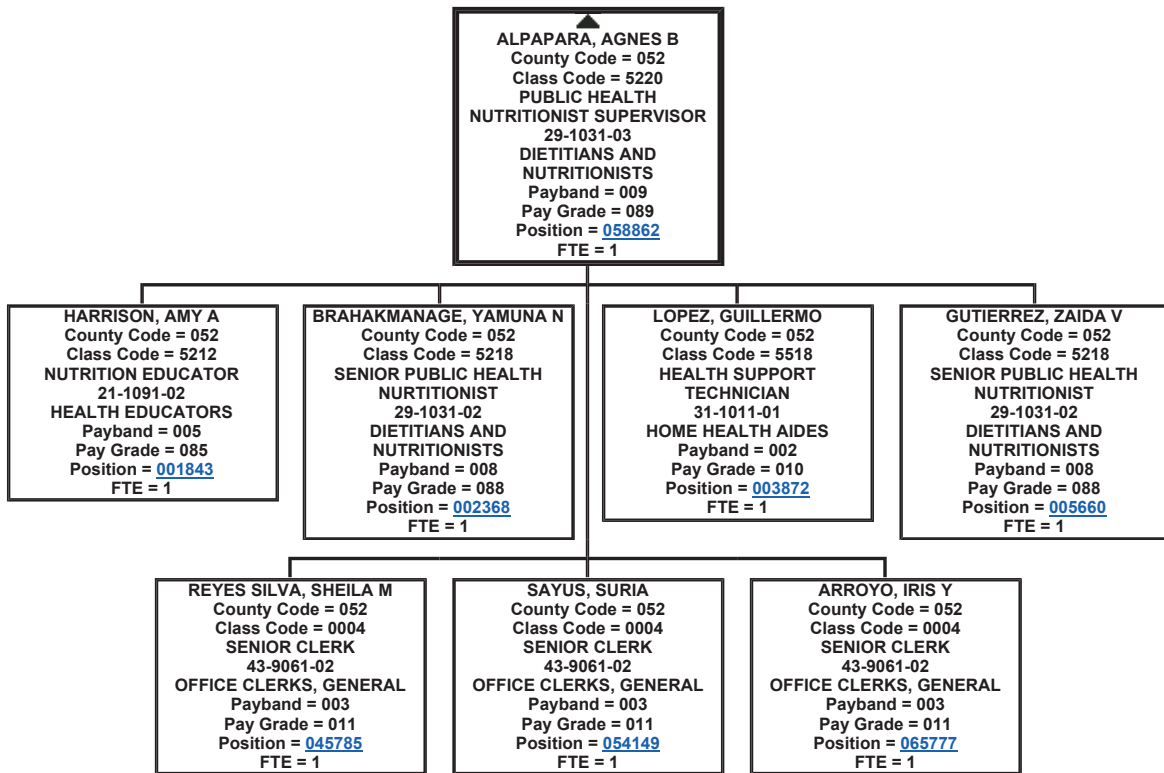 ALPAPARA, AGNES B
County Code = 052
Class Code = 5220
PUBLIC HEALTH
NUTRITIONIST SUPERVISOR
29-1031-03
DIETITIANS AND
NUTRITIONISTS
Payband = 009
Pay Grade = 089
Position = 058862
FTE = 1
HARRISON, AMY A
County Code = 052
Class Code = 5212
NUTRITION EDUCATOR
21-1091-02
HEALTH EDUCATORS
Payband = 005
Pay Grade = 085
Position = 001843
FTE = 1
BRAHAKMANAGE, YAMUNA N
County Code = 052
Class Code = 5218
SENIOR PUBLIC HEALTH
NURTITIONIST
29-1031-02
DIETITIANS AND
NUTRITIONISTS
Payband = 008
Pay Grade = 088
Position = 002368
FTE = 1
LOPEZ, GUILLERMO
County Code = 052
Class Code = 5518
HEALTH SUPPORT
TECHNICIAN
31-1011-01
HOME HEALTH AIDES
Payband = 002
Pay Grade = 010
Position = 003872
FTE = 1
GUTIERREZ, ZAIDA V
County Code = 052
Class Code = 5218
SENIOR PUBLIC HEALTH
NUTRITIONIST
29-1031-02
DIETITIANS AND
NUTRITIONISTS
Payband = 008
Pay Grade = 088
Position = 005660
FTE = 1
REYES SILVA, SHEILA M
County Code = 052
Class Code = 0004
SENIOR CLERK
43-9061-02
OFFICE CLERKS, GENERAL
Payband = 003
Pay Grade = 011
Position = 045785
FTE = 1
SAYUS, SURIA
County Code = 052
Class Code = 0004
SENIOR CLERK
43-9061-02
OFFICE CLERKS, GENERAL
Payband = 003
Pay Grade = 011
Position = 054149
FTE = 1
ARROYO, IRIS Y
County Code = 052
Class Code = 0004
SENIOR CLERK
43-9061-02
OFFICE CLERKS, GENERAL
Payband = 003
Pay Grade = 011
Position = 065777
FTE = 1